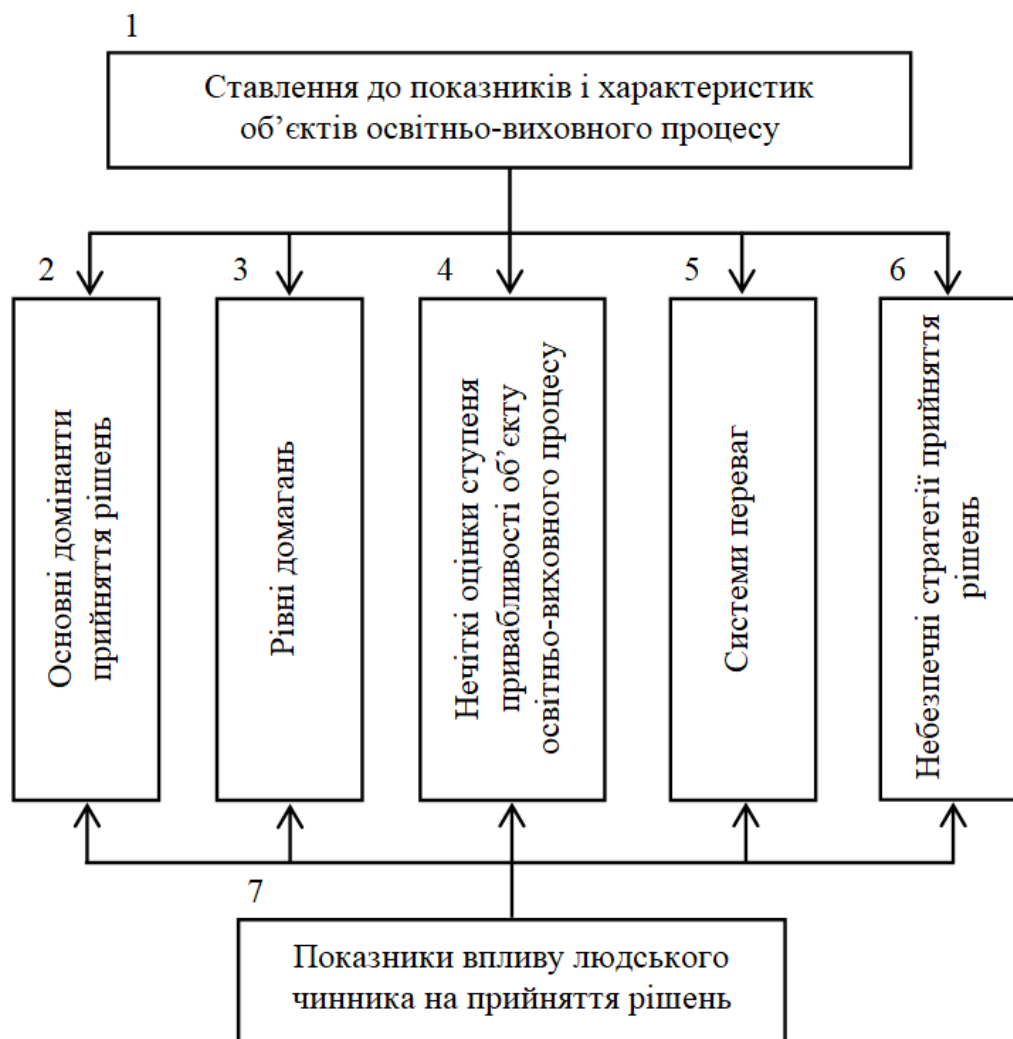 1
Ставлення до показників і характеристик
об’єктів освітньо-виховного процесу
2
Основні домінанти
прийняття рішень
3
Рівні домагань
4
Нечіткі оцінки ступеня
привабливості об’єкту
освітньо-виховного процесу
5
Системи переваг
6
Небезпечні стратегії прийняття
рішень
7
Показники впливу людського
чинника на прийняття рішень